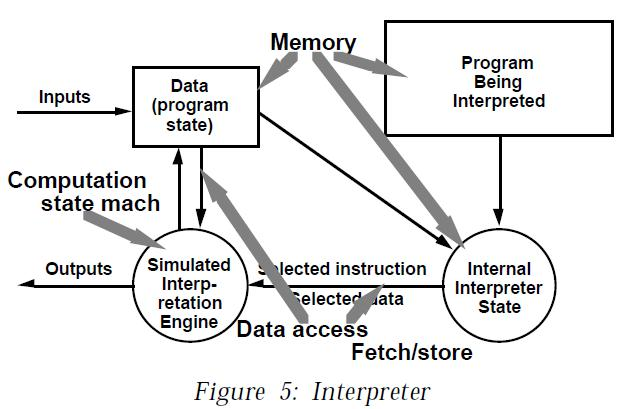 Memory
Program
Being
Interpreted
Data
(program
state)
Inputs
Computation
state mach
Outputs
Simulated
Interp-
retation
Engine
Selected instruction
Selected data
Internal
Interpreter
State
Data access
Fetch/store
Figure 5: Interpreter